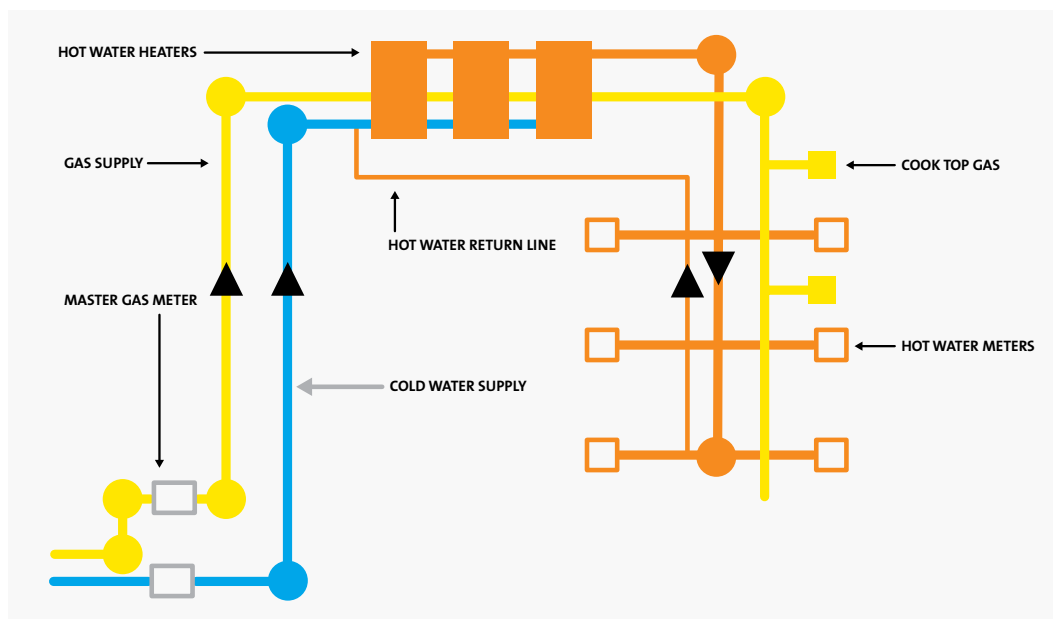 HOT WATER HEATERS
GAS SUPPLY
COOK TOP GAS
HOT WATER RETURN LINE
MASTER GAS METER
HOT WATER METERS
COLD WATER SUPPLY